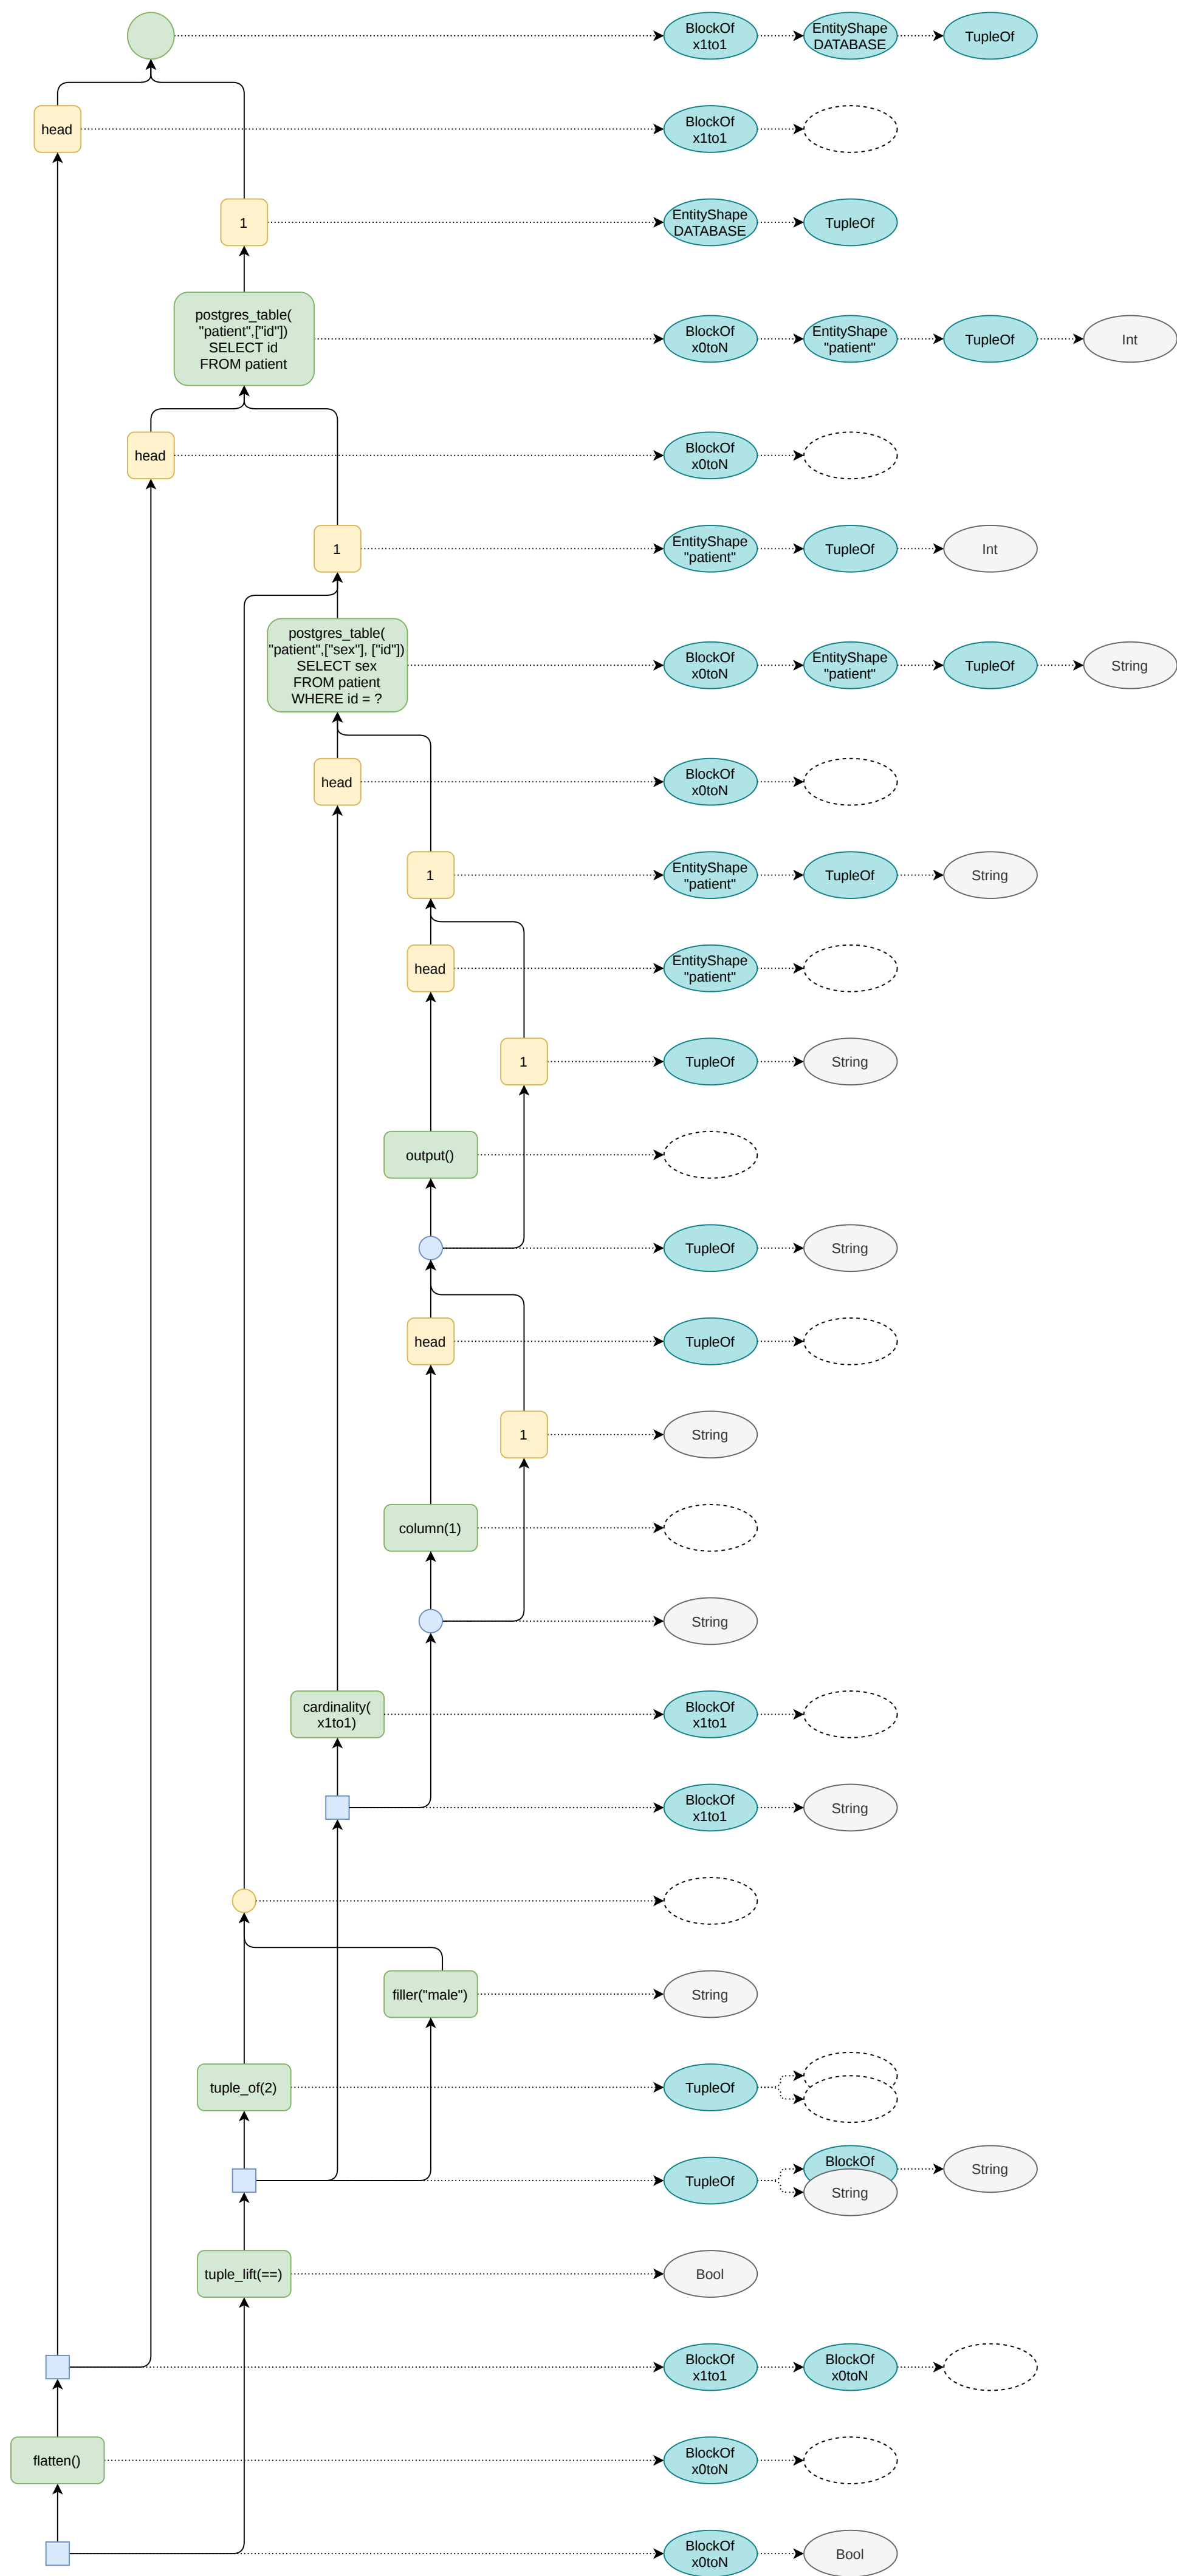 BlockOf
x1to1
EntityShape
DATABASE
TupleOf
head
BlockOf
x1to1
1
EntityShape
DATABASE
TupleOf
postgres_table(
"patient",["id"])
SELECT id
FROM patient
BlockOf
x0toN
EntityShape
"patient"
TupleOf
Int
head
BlockOf
x0toN
1
EntityShape
"patient"
TupleOf
Int
postgres_table(
"patient",["sex"], ["id"])
SELECT sex
FROM patient
WHERE id = ?
BlockOf
x0toN
EntityShape
"patient"
TupleOf
String
head
BlockOf
x0toN
1
EntityShape
"patient"
TupleOf
String
head
EntityShape
"patient"
1
TupleOf
String
output()
TupleOf
String
head
TupleOf
1
String
column(1)
String
cardinality(
x1to1)
BlockOf
x1to1
BlockOf
x1to1
String
filler("male")
String
tuple_of(2)
TupleOf
TupleOf
BlockOf
String
String
tuple_lift(==)
Bool
BlockOf
x1to1
BlockOf
x0toN
flatten()
BlockOf
x0toN
BlockOf
x0toN
Bool